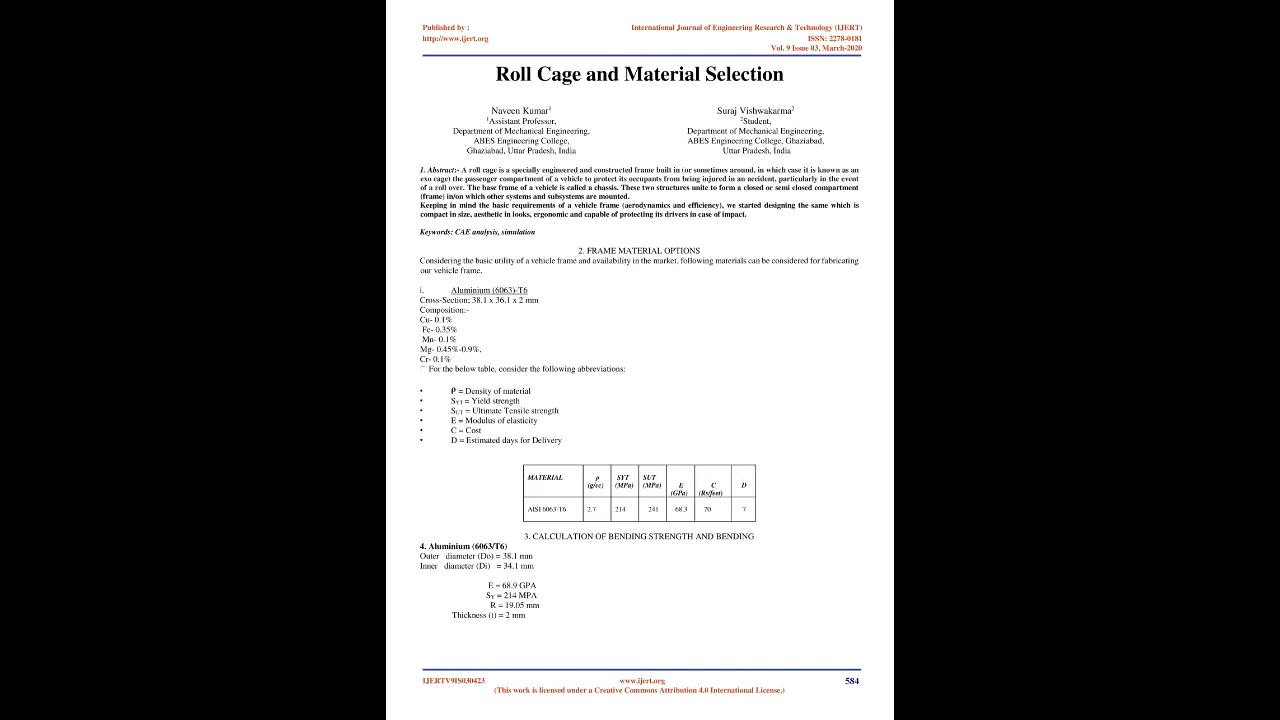 Published by :
International Journal of Engineering Research & Technology (IJERT)
http://www.ijert.org
ISSN: 2278-0181
Vol. 9 Issue 03, March-2020
Roll Cage and Material Selection
Naveen Kumar1
1Assistant Professor,
Department of Mechanical Engineering,
ABES Engineering College,
Ghaziabad, Uttar Pradesh, India
Suraj Vishwakarma2
2Student,
Department of Mechanical Engineering,
ABES Engineering College, Ghaziabad,
Uttar Pradesh, India
1. Abstract:- A roll cage is a specially engineered and constructed frame built in (or sometimes around, in which case it is known as an
exo cage) the passenger compartment of a vehicle to protect its occupants from being injured in an accident, particularly in the event
of a roll over. The base frame of a vehicle is called a chassis. These two structures unite to form a closed or semi closed compartment
(frame) in/on which other systems and subsystems are mounted.
Keeping in mind the basic requirements of a vehicle frame (aerodynamics and efficiency), we started designing the same which is
compact in size, aesthetic in looks, ergonomic and capable of protecting its drivers in case of impact.
Keywords: CAE analysis, simulation
2. FRAME MATERIAL OPTIONS
Considering the basic utility of a vehicle frame and availability in the market, following materials can be considered for fabricating
our vehicle frame.
i. Aluminium (6063)-T6
Cross-Section; 38.1 x 36.1 x 2 mm
Composition:-
Cu- 0.1%
Fe- 0.35%
Mn- 0.1%
Mg- 0.45%-0.9%,
Cr- 0.1%
For the below table, consider the following abbreviations:
• ρ = Density of material
• SYT = Yield strength
• SUT = Ultimate Tensile strength
• E = Modulus of elasticity
• C = Cost
• D = Estimated days for Delivery
MATERIAL ρ (g/cc) SYT (MPa) SUT (MPa) E (GPa) C (Rs/feet) D
AISI 6063-T6 2.7 214 241 68.3 70 7
3. CALCULATION OF BENDING STRENGTH AND BENDING
4. Aluminium (6063/T6)
Outer diameter (Do) = 38.1 mm
Inner diameter (Di) = 34.1 mm
E = 68.9 GPA
SY = 214 MPA
R = 19.05 mm
Thickness (t) = 2 mm
IJERTV9IS030423
www.ijert.org
584
(This work is licensed under a Creative Commons Attribution 4.0 International License.)